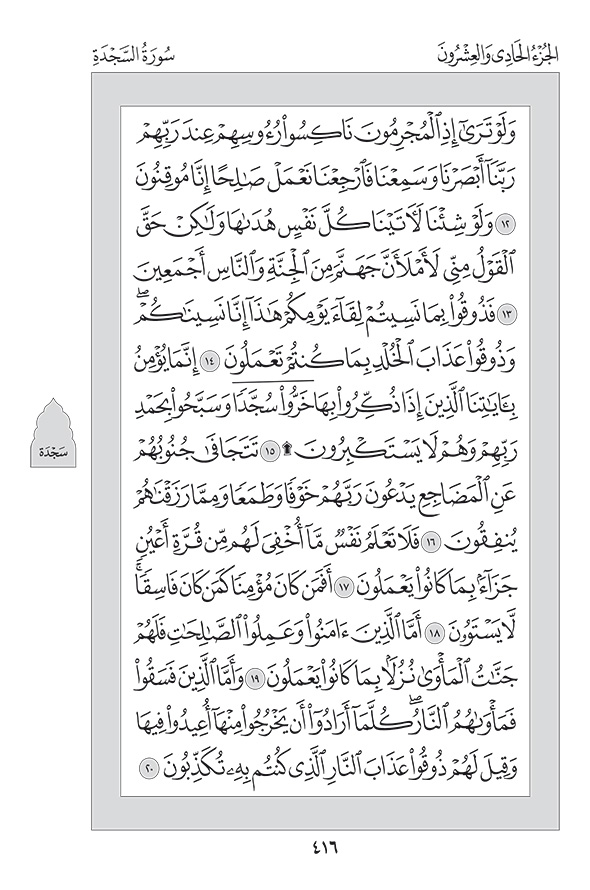 الجُزْءُ الحَادِى وَالعِشْرُونَ
سُورَةُ السَّجْدَةِ
وَلَوْ تَرَىٰٓ إِذِ ٱلْمُجْرِمُونَ نَاكِسُوا۟ رُءُوسِهِمْ عِندَ رَبِّهِمْ
رَبَّنَآ أَبْصَرْنَا وَسَمِعْنَا فَٱرْجِعْنَا نَعْمَلْ صَٰلِحًا إِنَّا مُوقِنُونَ
١٢ وَلَوْ شِئْنَا لَءَاتَيْنَا كُلَّ نَفْسٍ هُدَىٰهَا وَلَٰكِنْ حَقَّ
ٱلْقَوْلُ مِنِّى لَأَمْلَأَنَّ جَهَنَّمَ مِنَ ٱلْجِنَّةِ وَٱلنَّاسِ أَجْمَعِينَ
١٣ فَذُوقُوا۟ بِمَا نَسِيتُمْ لِقَآءَ يَوْمِكُمْ هَٰذَآ إِنَّا نَسِينَٰكُمْ ۖ
وَذُوقُوا۟ عَذَابَ ٱلْخُلْدِ بِمَا كُنتُمْ تَعْمَلُونَ ١٤ إِنَّمَا يُؤْمِنُ
بِـَٔايَٰتِنَا ٱلَّذِينَ إِذَا ذُكِّرُوا۟ بِهَا خَرُّوا۟ سُجَّدًا وَسَبَّحُوا۟ بِحَمْدِ
رَبِّهِمْ وَهُمْ لَا يَسْتَكْبِرُونَ ۩ ١٥ تَتَجَافَىٰ جُنُوبُهُمْ
سَجْدَة
عَنِ ٱلْمَضَاجِعِ يَدْعُونَ رَبَّهُمْ خَوْفًا وَطَمَعًا وَمِمَّا رَزَقْنَٰهُمْ
يُنفِقُونَ ١٦ فَلَا تَعْلَمُ نَفْسٌ مَّآ أُخْفِىَ لَهُم مِّن قُرَّةِ أَعْيُنٍ
جَزَآءًۢ بِمَا كَانُوا۟ يَعْمَلُونَ ١٧ أَفَمَن كَانَ مُؤْمِنًا كَمَن كَانَ فَاسِقًا ۚ
لَّا يَسْتَوُۥنَ ١٨ أَمَّا ٱلَّذِينَ ءَامَنُوا۟ وَعَمِلُوا۟ ٱلصَّٰلِحَٰتِ فَلَهُمْ
جَنَّٰتُ ٱلْمَأْوَىٰ نُزُلًۢا بِمَا كَانُوا۟ يَعْمَلُونَ ١٩ وَأَمَّا ٱلَّذِينَ فَسَقُوا۟
فَمَأْوَىٰهُمُ ٱلنَّارُ ۖ كُلَّمَآ أَرَادُوٓا۟ أَن يَخْرُجُوا۟ مِنْهَآ أُعِيدُوا۟ فِيهَا
وَقِيلَ لَهُمْ ذُوقُوا۟ عَذَابَ ٱلنَّارِ ٱلَّذِى كُنتُم بِهِۦ تُكَذِّبُونَ ٢٠
٤١٦